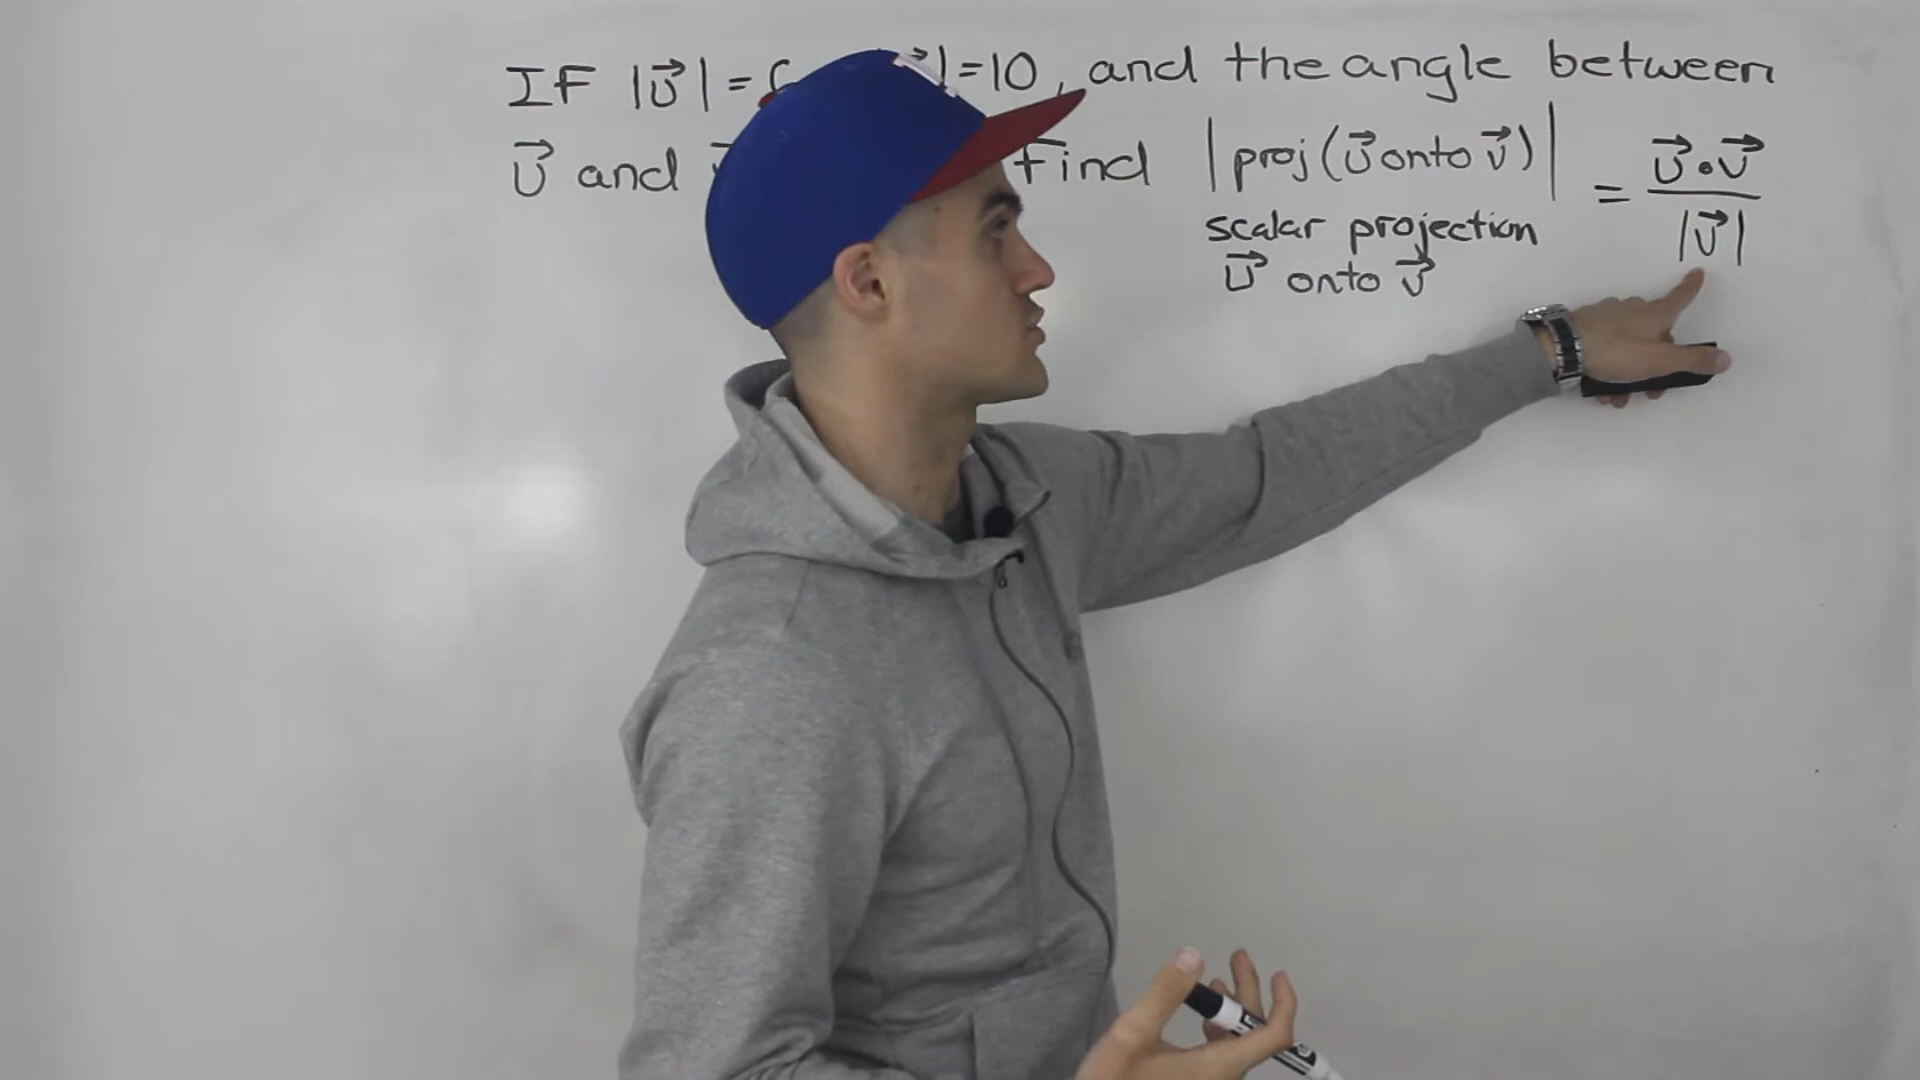 IF |u⃗| = |=10, and the angle between
u⃗ and Find |proj(u⃗ onto v⃗)| = u⃗•v⃗ / |v⃗|
scalar projection
u⃗ onto v⃗